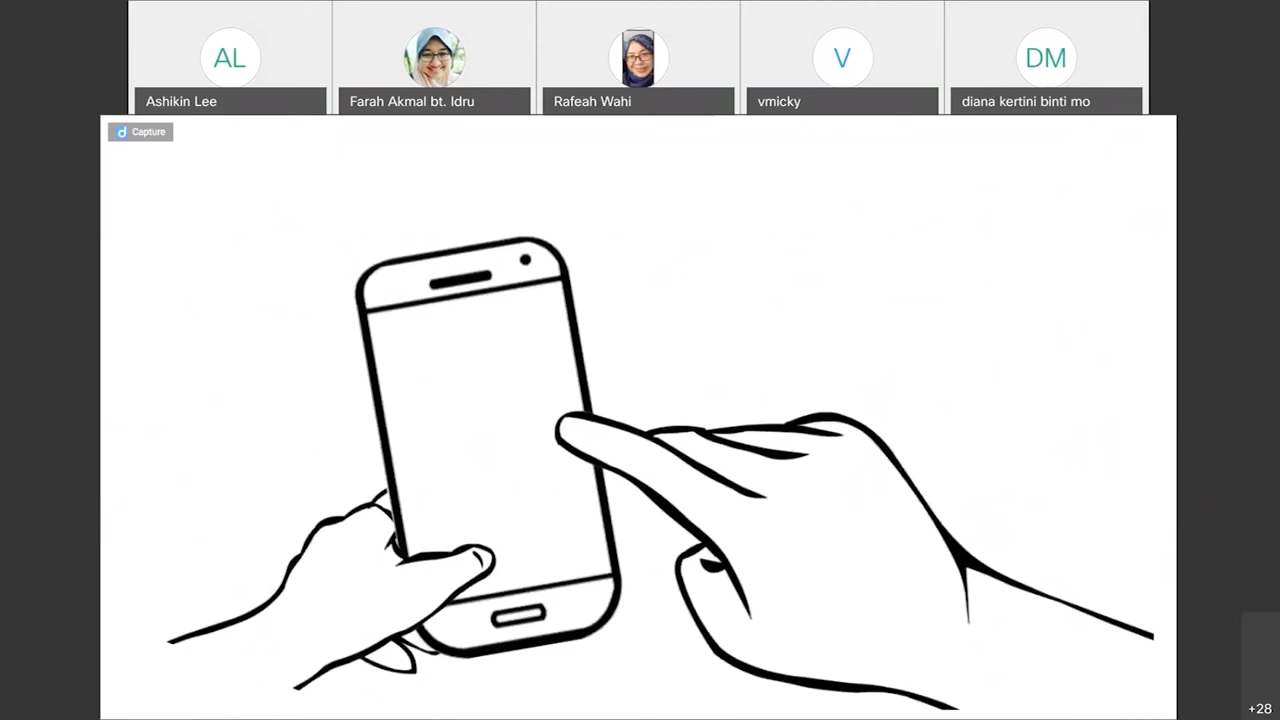 AL
Ashikin Lee
Farah Akmal bt. Idru
Rafeah Wahi
V
vmicky
DM
diana kertini binti mo
d Capture
+28